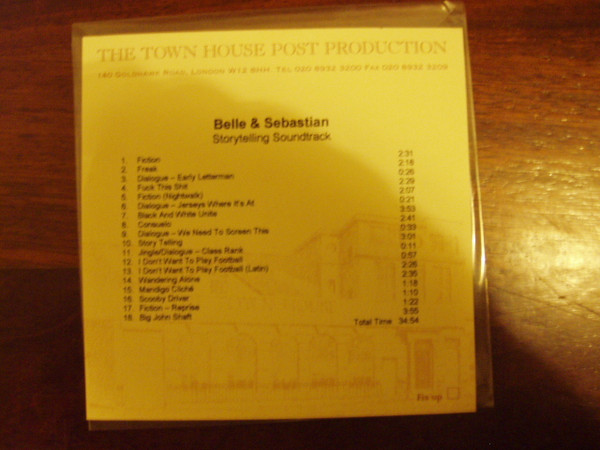 THE TOWN HOUSE POST PRODUCTION
150 GOLDHAWK ROAD, LONDON W12 8HH. TEL 020 8932 3200 FAX 020 8932 3209
Belle & Sebastian
Storytelling Soundtrack
1. Fiction 2:31
2. Freak 2:18
3. Dialogue – Early Letterman 0:26
4. Fuck This Shit 2:29
5. Fiction (Nightwalk) 2:07
6. Dialogue – Jerseys Where It's At 0:21
7. Black And White Unite 3:53
8. Consuelo 2:41
9. Dialogue – We Need To Screen This 0:33
10. Story Telling 3:01
11. Jingle/Dialogue – Class Rank 0:11
12. I Don't Want To Play Football 0:57
13. I Don't Want To Play Football (Latin) 2:26
14. Wandering Alone 2:35
15. Mandigo Cliché 1:18
16. Scooby Driver 1:10
17. Fiction – Reprise 1:22
18. Big John Shaft 3:55
Total Time 34:54